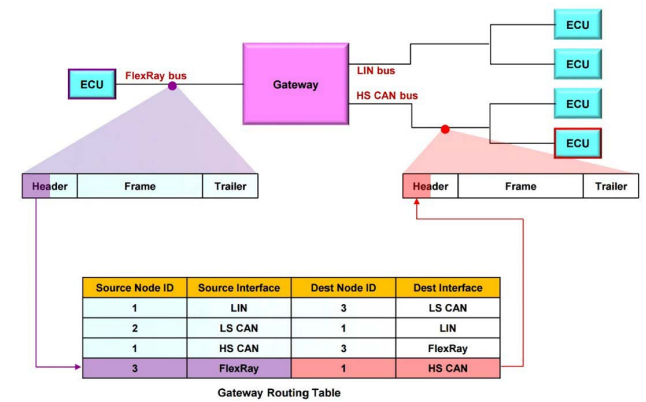 ECU
ECU
FlexRay bus
Gateway
LIN bus
ECU
HS CAN bus
ECU
ECU
Header Frame Trailer
Header Frame Trailer
Source Node ID Source Interface Dest Node ID Dest Interface
1 LIN 3 LS CAN
2 LS CAN 1 LIN
1 HS CAN 3 FlexRay
3 FlexRay 1 HS CAN
Gateway Routing Table